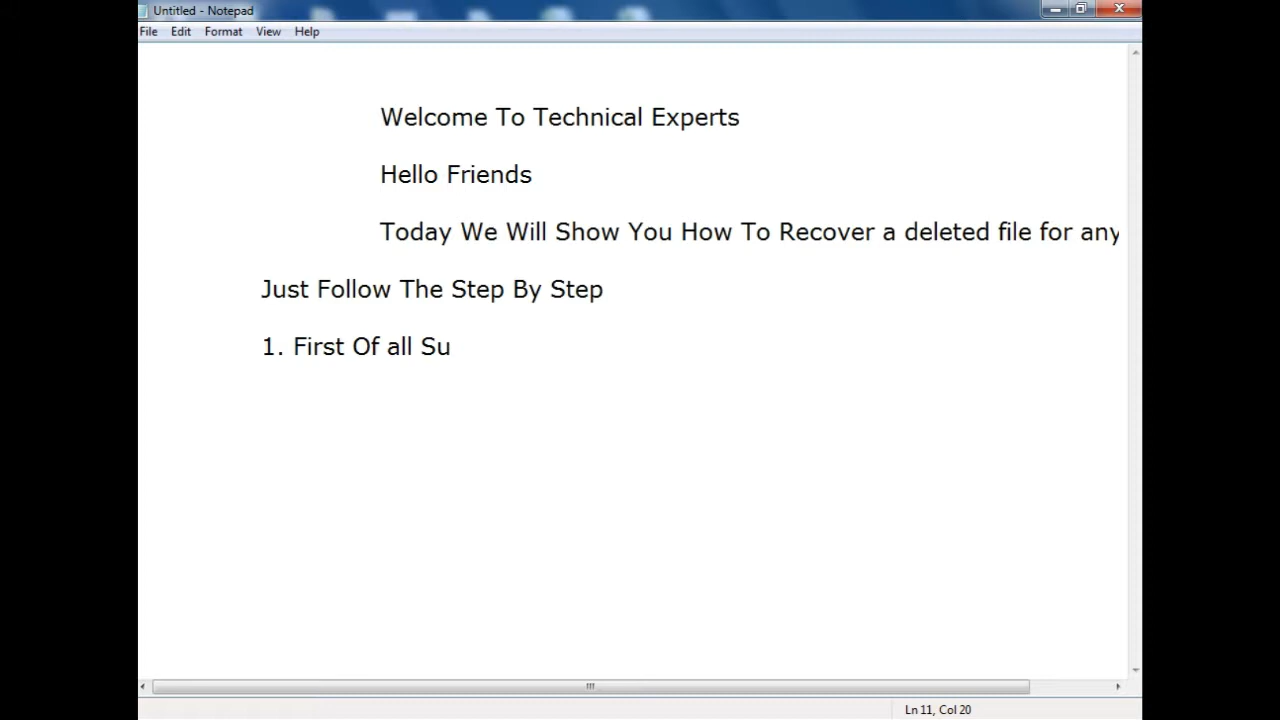 Untitled - Notepad
File Edit Format View Help
Welcome To Technical Experts
Hello Friends
Today We Will Show You How To Recover a deleted file for any
Just Follow The Step By Step
1. First Of all Su
Ln 11, Col 20